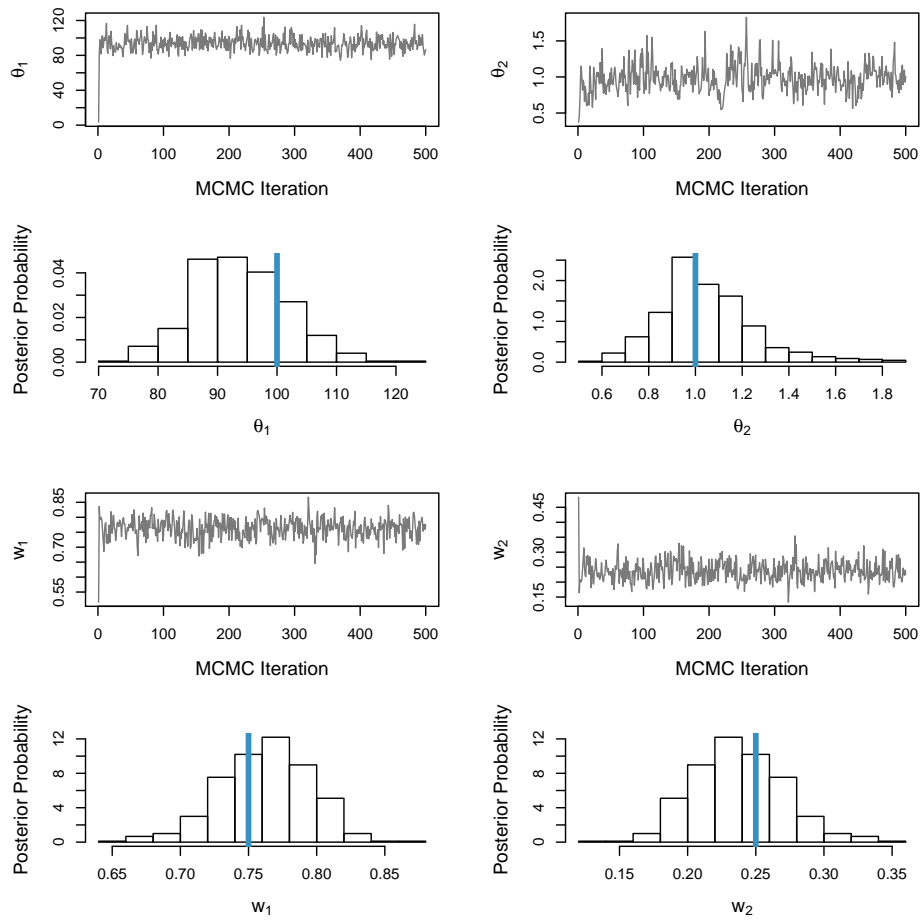 θ1
0 40 80 120
0 100 200 300 400 500
MCMC Iteration
θ2
0.5 1.0 1.5
0 100 200 300 400 500
MCMC Iteration
Posterior Probability
0.00 0.02 0.04
70 80 90 100 110 120
θ1
Posterior Probability
0.0 1.0 2.0
0.6 0.8 1.0 1.2 1.4 1.6 1.8
θ2
w1
0.55 0.70 0.85
0 100 200 300 400 500
MCMC Iteration
w2
0.15 0.30 0.45
0 100 200 300 400 500
MCMC Iteration
Posterior Probability
0 4 8 12
0.65 0.70 0.75 0.80 0.85
w1
Posterior Probability
0 4 8 12
0.15 0.20 0.25 0.30 0.35
w2